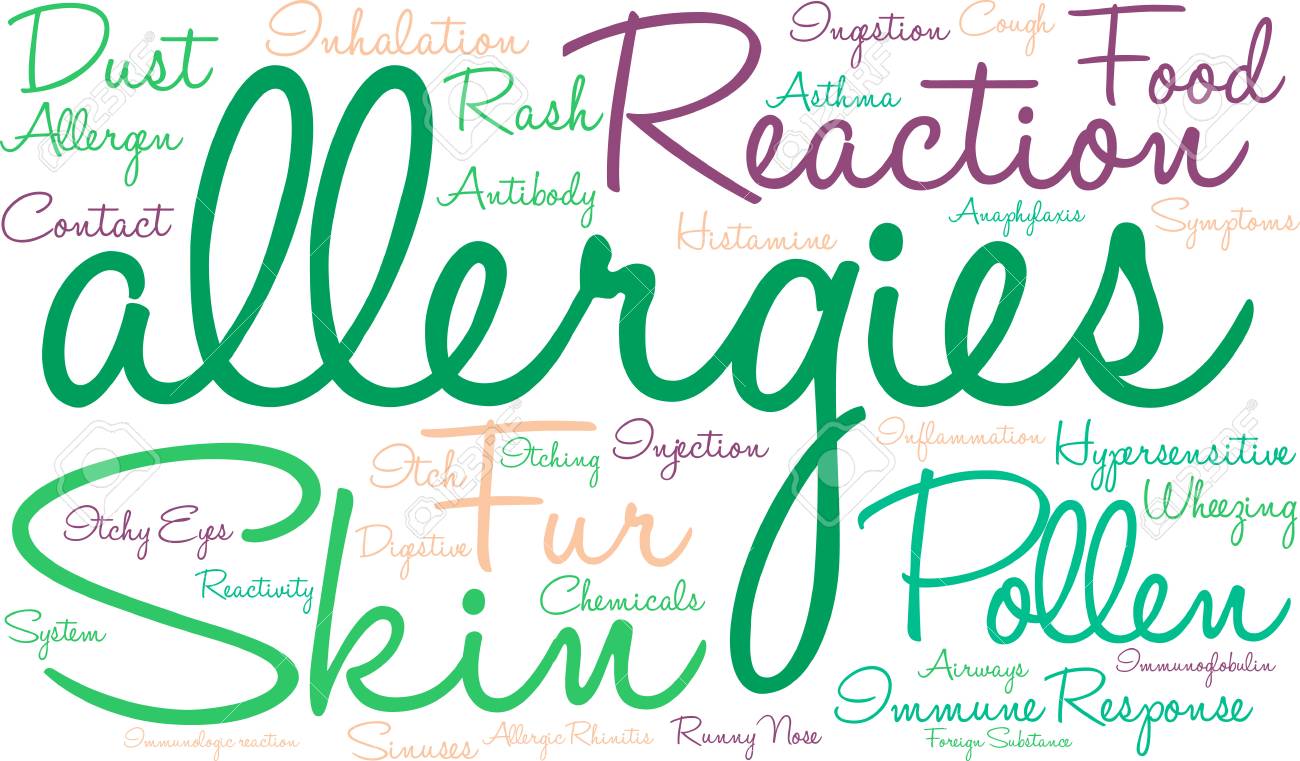 Dust
Inhalation
Reaction
Ingestion
Cough
Food
Allergen
Rash
Asthma
Contact
Antibody
Histamine
Anaphylaxis
Symptoms
allergies
Skin
Itchy Eys
Reactivity
System
Itch
Fur
Itching
Injection
Digestive
Chemicals
Inflammation
Hypersensitive
Wheezing
Pollen
Airways
Immunoglobulin
Immune Response
Foreign Substance
Immunologic reaction
Sinuses
Allergic Rhinitis
Runny Nose